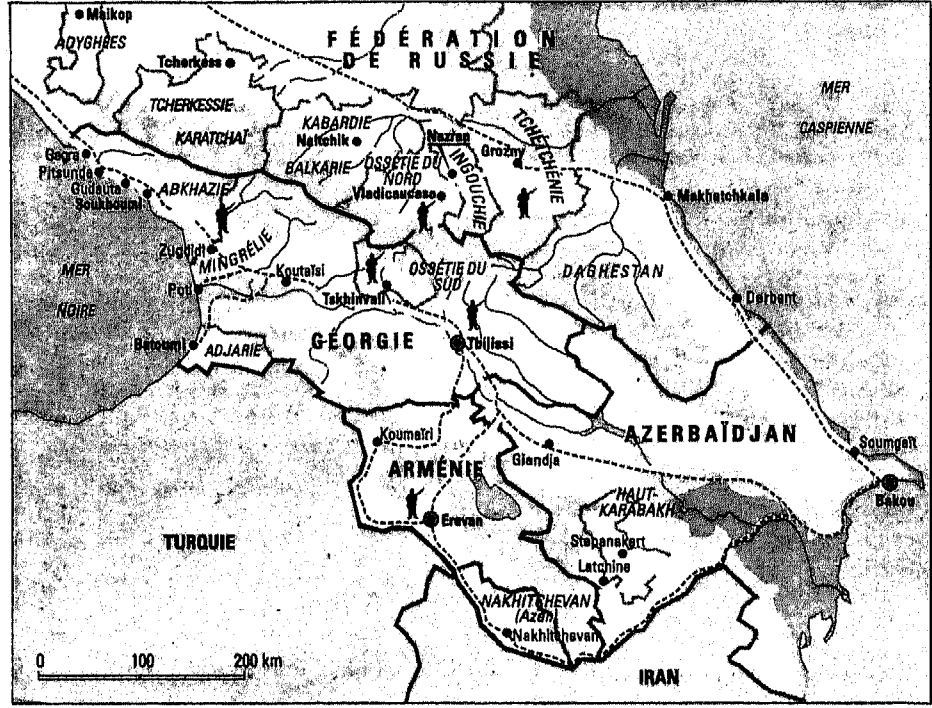 Maikop
ADYGHÉES
FÉDÉRATION
DE RUSSIE
Tcherkess
TCHERKESSIE
KARATCHAÏ
KABARDIE
Naltchik
BALKARIE
OSSÉTIE DU
NORD
Vladicaucase
Nazran
INGOUCHIE
Grozny
TCHÉTCHÉNIE
MER
CASPIENNE
Makhatchkala
Gagra
Pitsunda
Gudauta
Soukhoumi
ABKHAZIE
Zugdidi
MINGRÉLIE
MER
NOIRE
Poti
Koutaïsi
Tskhinvali
OSSÉTIE DU
SUD
DAGHESTAN
Derbent
Batoumi
ADJARIE
GÉORGIE
Tbilissi
Koumaïri
ARMÉNIE
Giandja
AZERBAÏDJAN
Soumgaït
Bakou
Erevan
HAUT-
KARABAKH
Stepanakert
Latchine
TURQUIE
NAKHITCHEVAN
(Azer.)
Nakhitchevan
IRAN
0 100 200 km